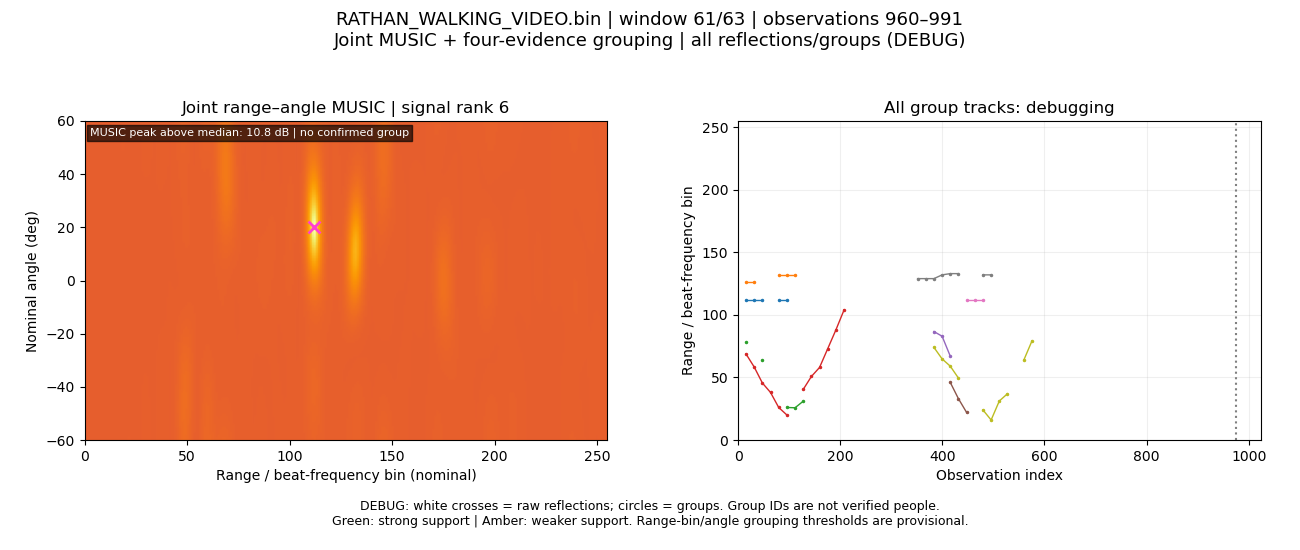 RATHAN_WALKING_VIDEO.bin | window 61/63 | observations 960–991
Joint MUSIC + four-evidence grouping | all reflections/groups (DEBUG)
Joint range–angle MUSIC | signal rank 6
MUSIC peak above median: 10.8 dB | no confirmed group
60
40
20
0
−20
−40
−60
Nominal angle (deg)
0
50
100
150
200
250
Range / beat-frequency bin (nominal)
All group tracks: debugging
250
200
150
100
50
0
Range / beat-frequency bin
0
200
400
600
800
1000
Observation index
DEBUG: white crosses = raw reflections; circles = groups. Group IDs are not verified people.
Green: strong support | Amber: weaker support. Range-bin/angle grouping thresholds are provisional.